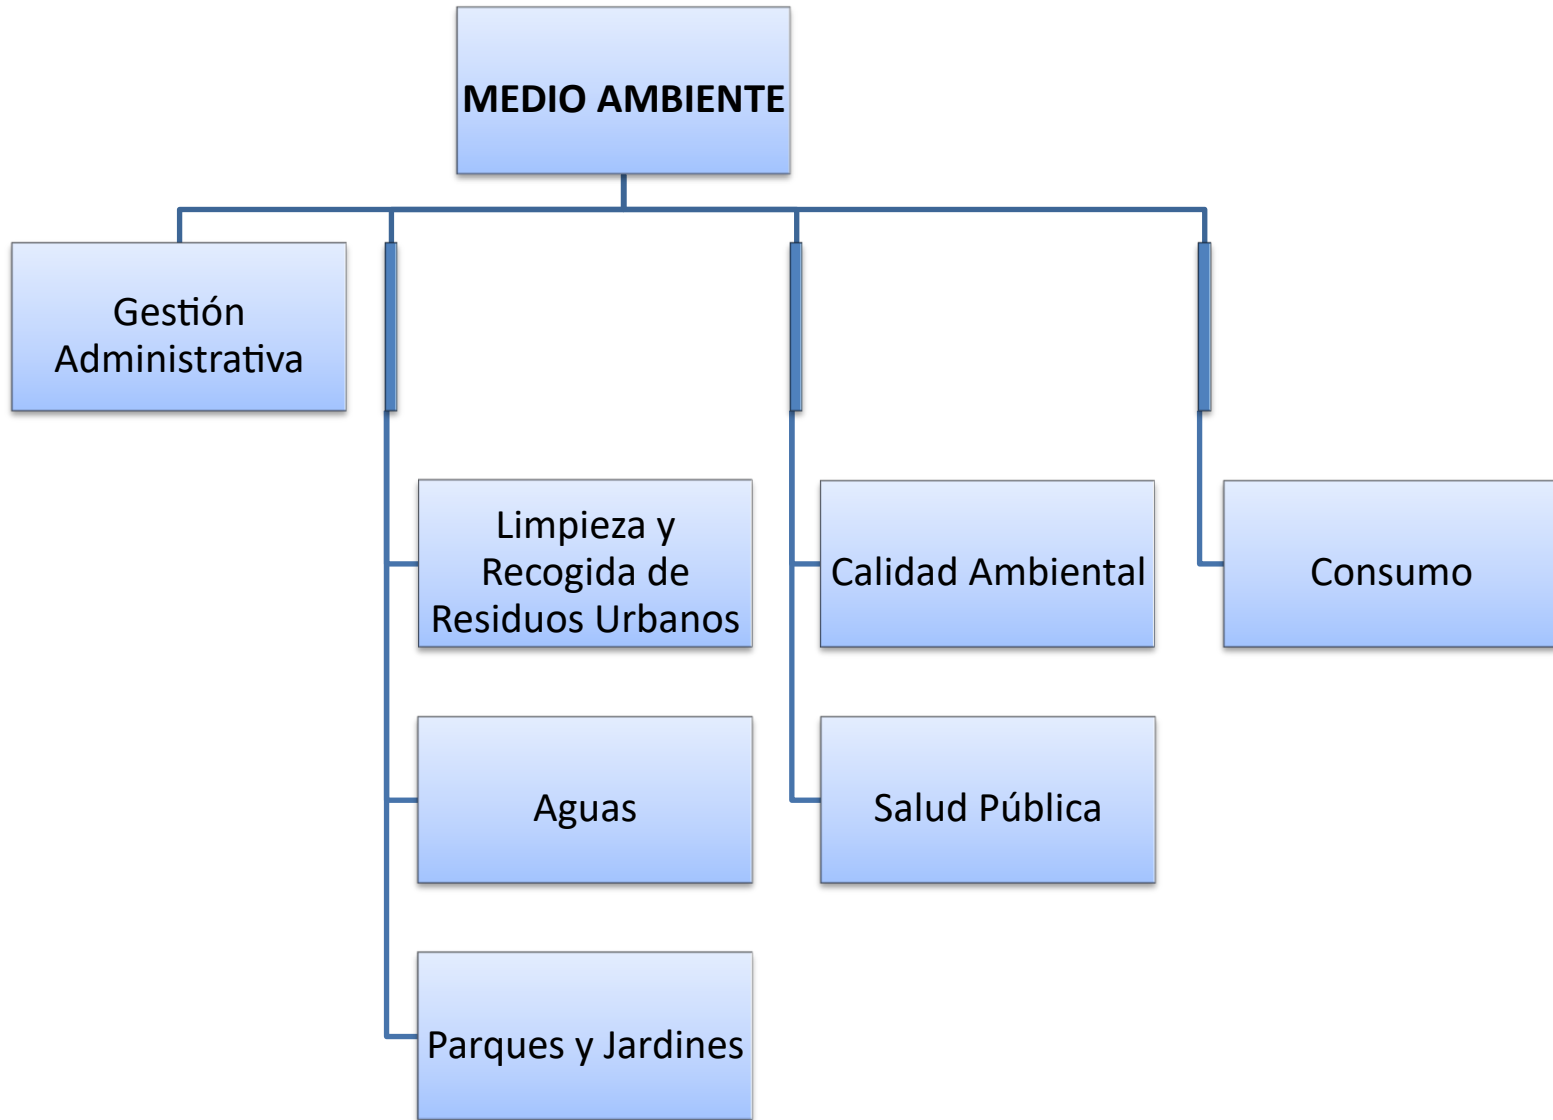 MEDIO AMBIENTE
Gestión
Administrativa
Limpieza y
Recogida de
Residuos Urbanos
Calidad Ambiental
Consumo
Aguas
Salud Pública
Parques y Jardines